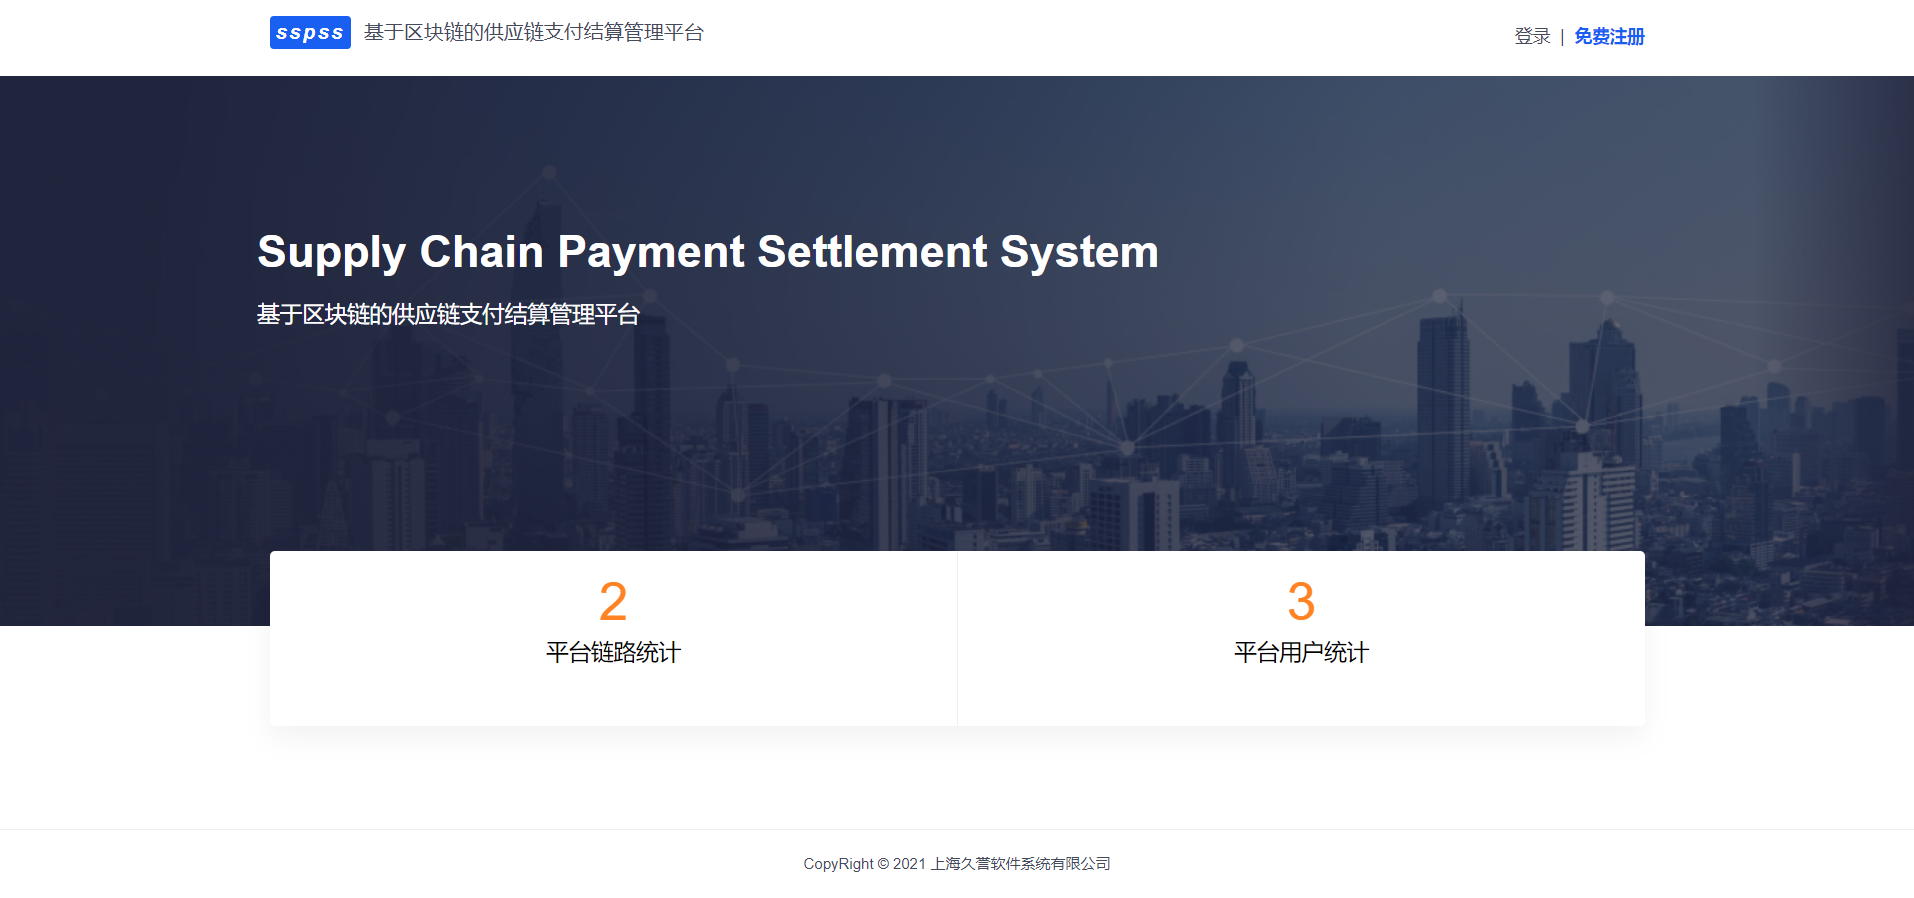 sspss 基于区块链的供应链支付结算管理平台
登录 | 免费注册
Supply Chain Payment Settlement System
基于区块链的供应链支付结算管理平台
2
平台链路统计
3
平台用户统计
CopyRight © 2021 上海久誉软件系统有限公司